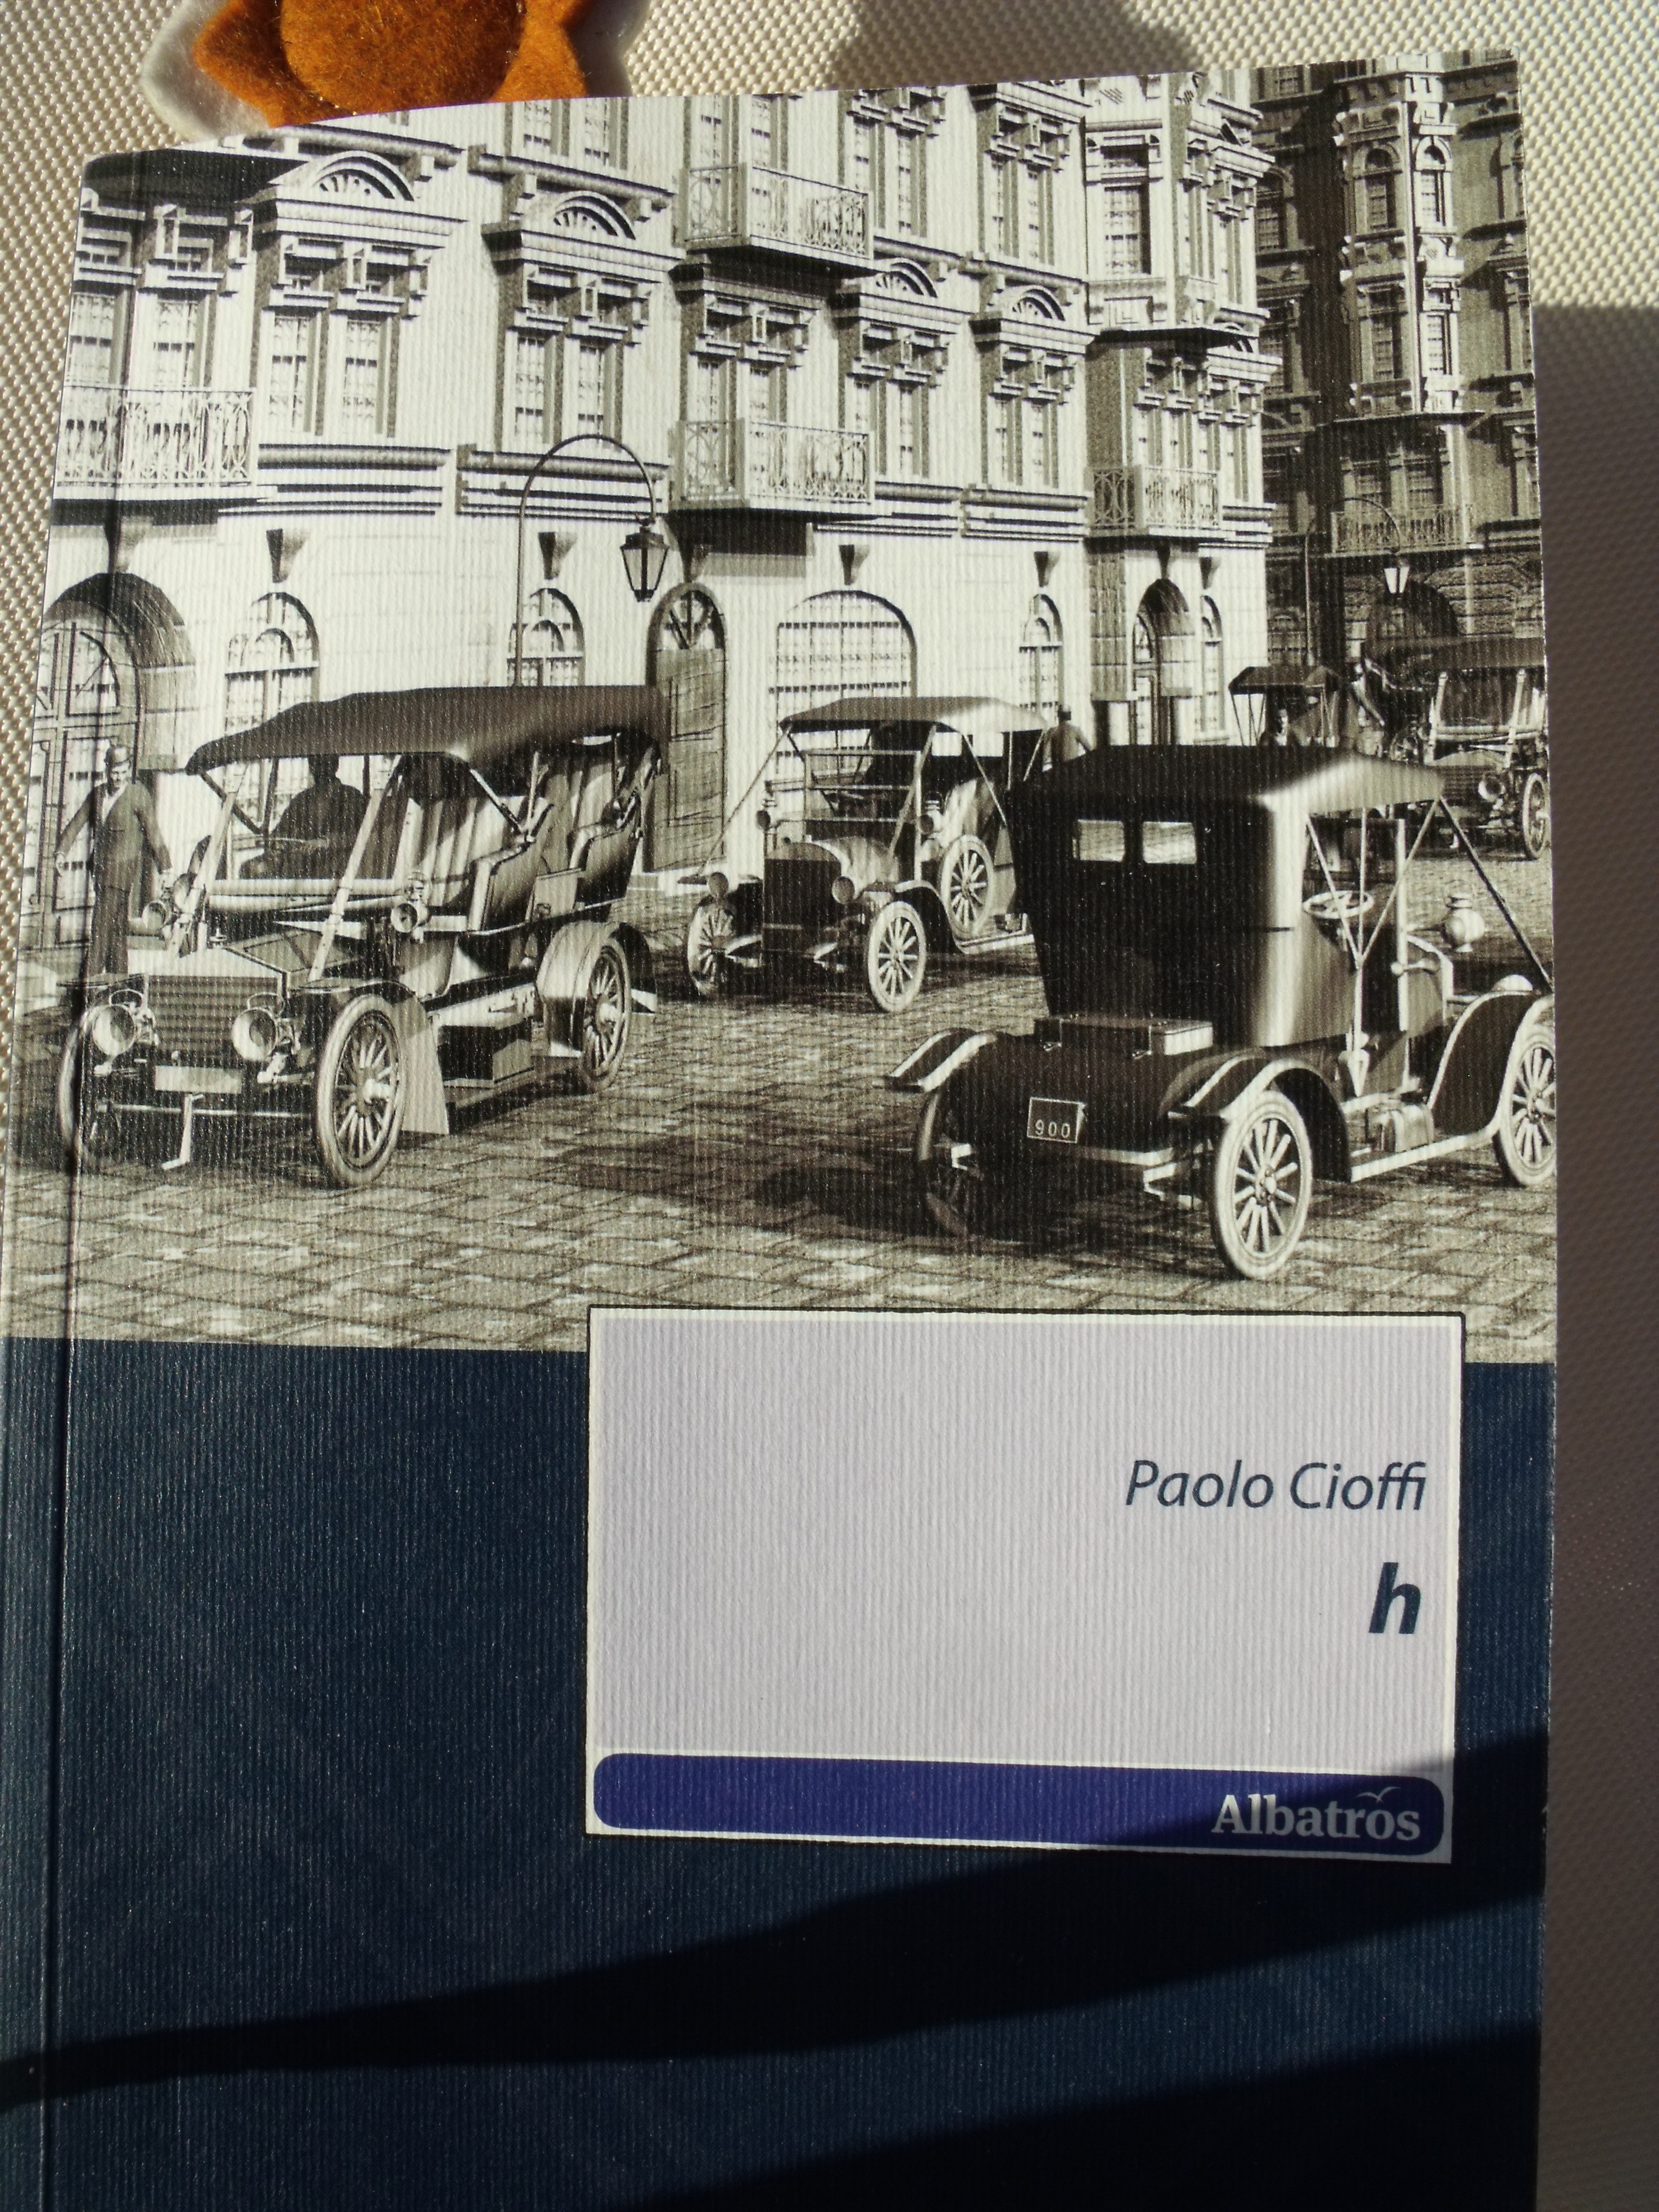 900
Paolo Cioffi
h
Albatros